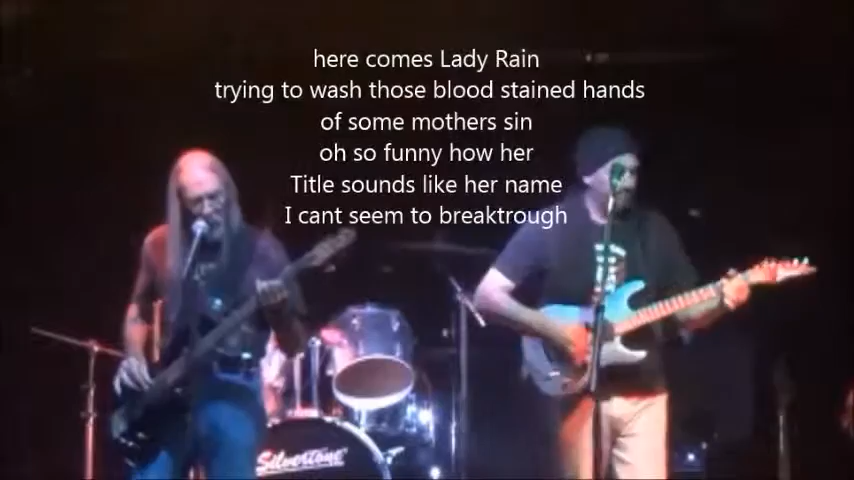 here comes Lady Rain
trying to wash those blood stained hands
of some mothers sin
oh so funny how her
Title sounds like her name
I cant seem to breaktrough
Silvertone